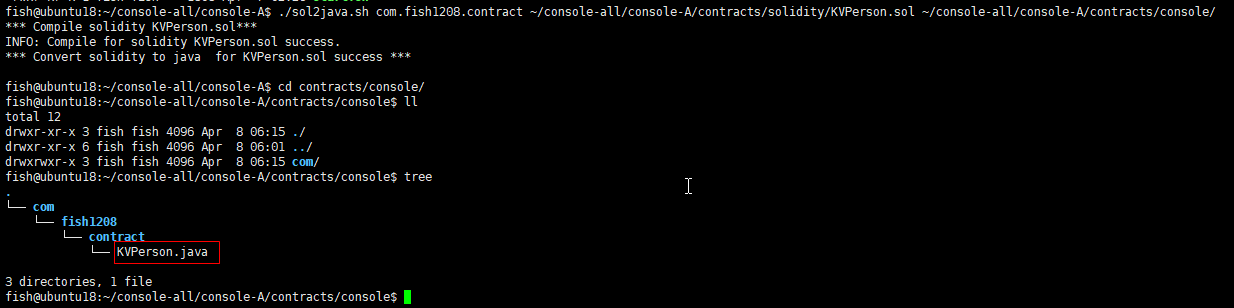 fish@ubuntu18:~/console-all/console-A$ ./sol2java.sh com.fish1208.contract ~/console-all/console-A/contracts/solidity/KVPerson.sol ~/console-all/console-A/contracts/console/
*** Compile solidity KVPerson.sol***
INFO: Compile for solidity KVPerson.sol success.
*** Convert solidity to java  for KVPerson.sol success ***
fish@ubuntu18:~/console-all/console-A$ cd contracts/console/
fish@ubuntu18:~/console-all/console-A/contracts/console$ ll
total 12
drwxr-xr-x 3 fish fish 4096 Apr  8 06:15 ./
drwxr-xr-x 6 fish fish 4096 Apr  8 06:01 ../
drwxrwxr-x 3 fish fish 4096 Apr  8 06:15 com/
fish@ubuntu18:~/console-all/console-A/contracts/console$ tree
.
└── com
    └── fish1208
        └── contract
            └── KVPerson.java
3 directories, 1 file
fish@ubuntu18:~/console-all/console-A/contracts/console$